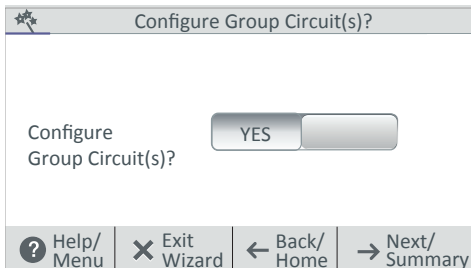 Configure Group Circuit(s)?
Configure
Group Circuit(s)?
YES
? Help/
Menu
Exit
Wizard
Back/
Home
Next/
Summary